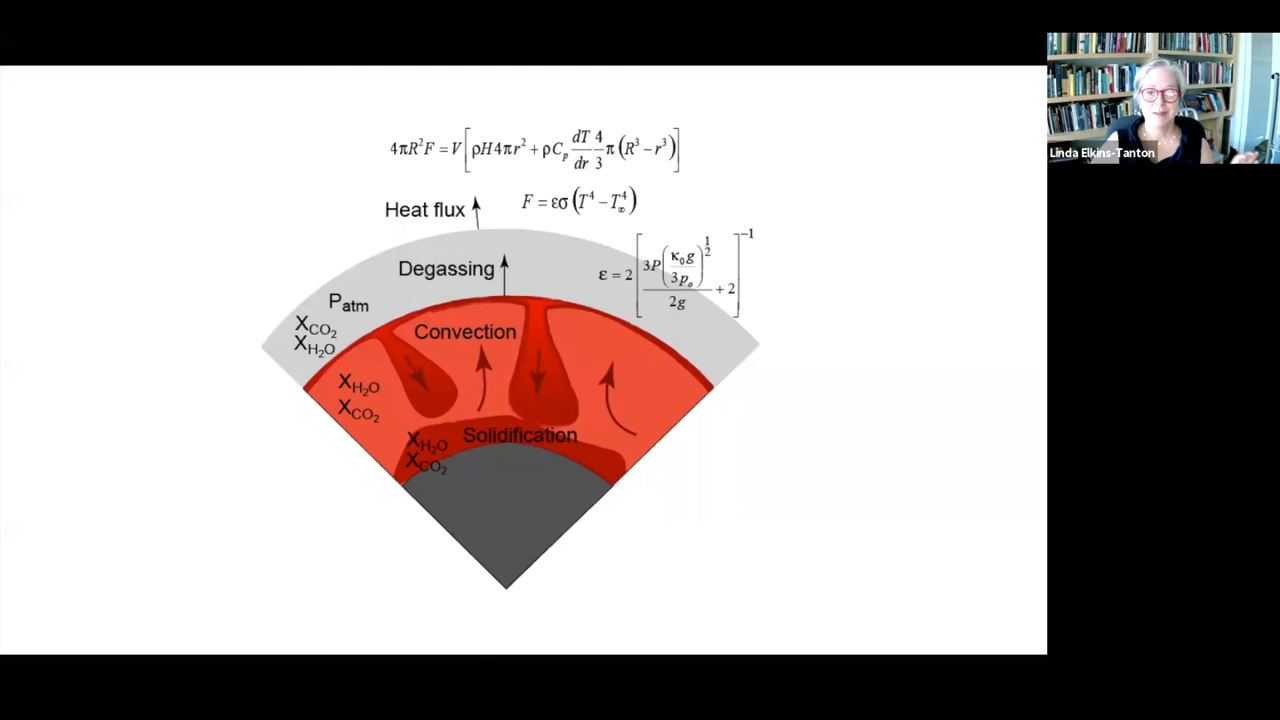 4πR²F = V[ρH4πr² + ρC_p dT/dr 4/3 π(R³ − r³)]
Heat flux
F = εσ(T⁴ − T∞⁴)
Degassing
ε = 2[3P(κ₀g/3p₀)^½/2g + 2]⁻¹
P_atm
X_CO₂
X_H₂O
Convection
X_H₂O
X_CO₂
Solidification
X_H₂O
X_CO₂
Linda Elkins-Tanton